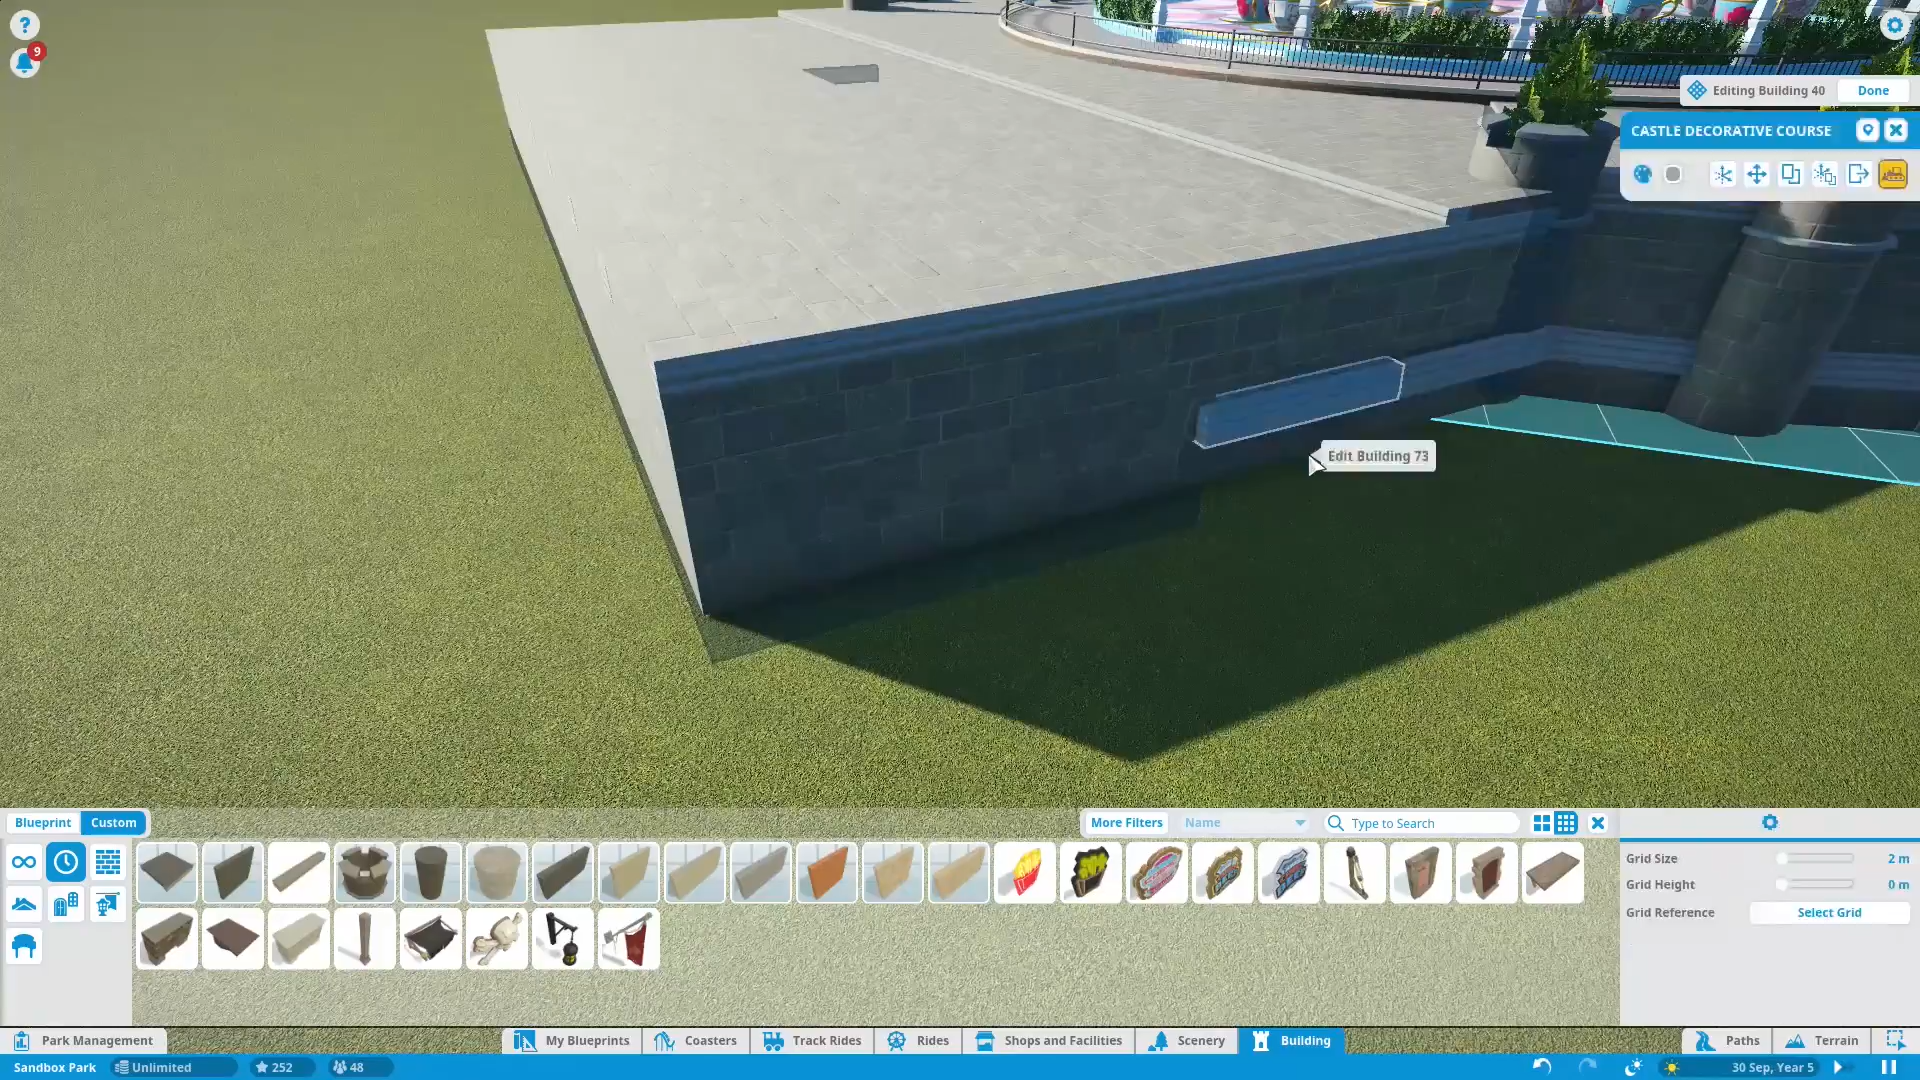 ?
9
Editing Building 40 Done
CASTLE DECORATIVE COURSE
Edit Building 73
Blueprint Custom
More Filters Name Type to Search
Grid Size 2 m
Grid Height 0 m
Grid Reference Select Grid
Park Management My Blueprints Coasters Track Rides Rides Shops and Facilities Scenery Building Paths Terrain
Sandbox Park Unlimited 252 48 30 Sep, Year 5